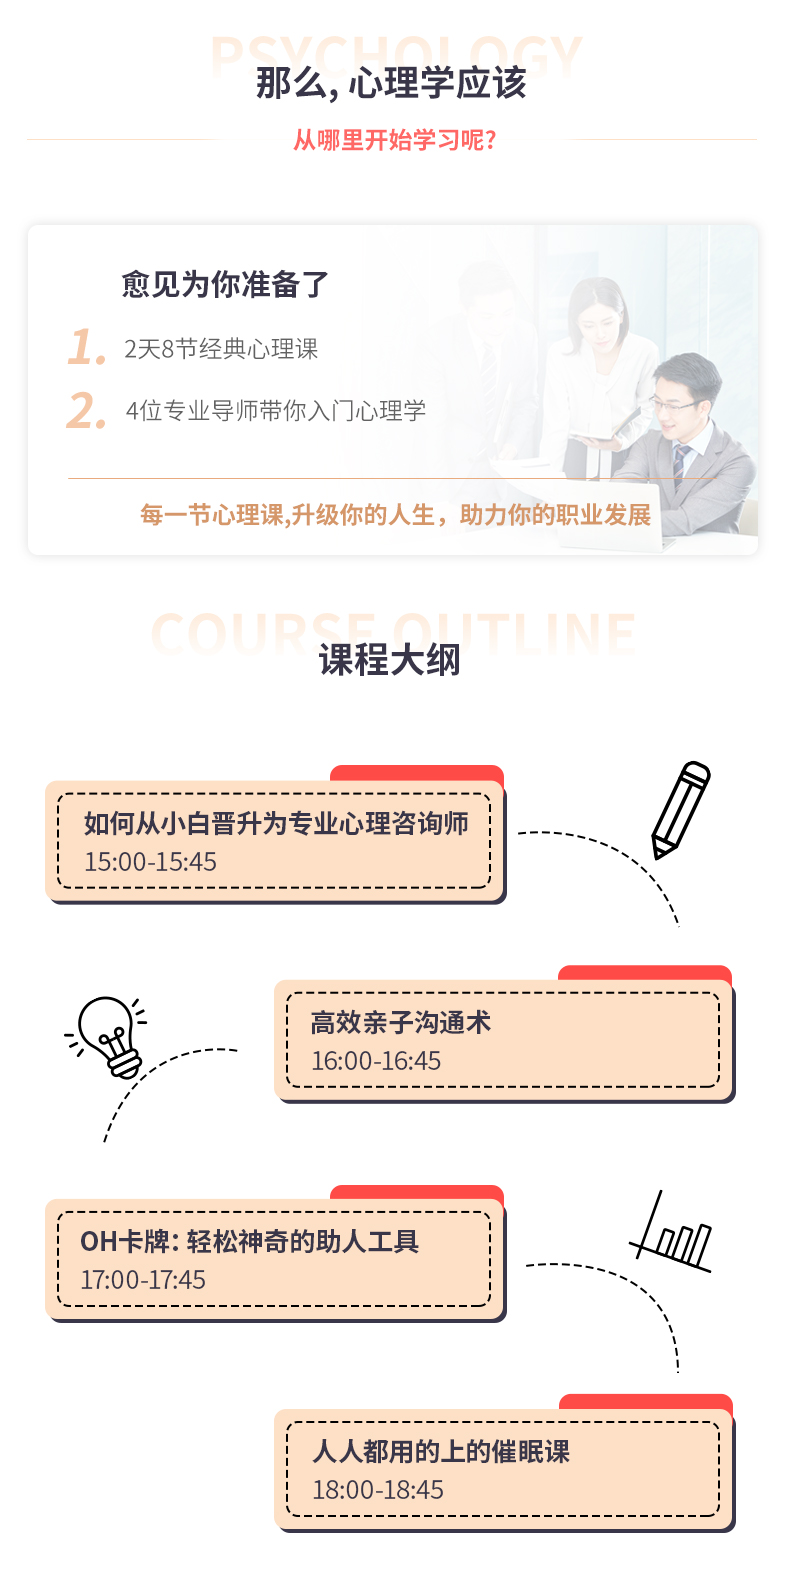 PSYCHOLOGY
那么, 心理学应该
从哪里开始学习呢?
愈见为你准备了
1. 2天8节经典心理课
2. 4位专业导师带你入门心理学
每一节心理课,升级你的人生，助力你的职业发展
COURSE OUTLINE
课程大纲
如何从小白晋升为专业心理咨询师
15:00-15:45
高效亲子沟通术
16:00-16:45
OH卡牌: 轻松神奇的助人工具
17:00-17:45
人人都用的上的催眠课
18:00-18:45